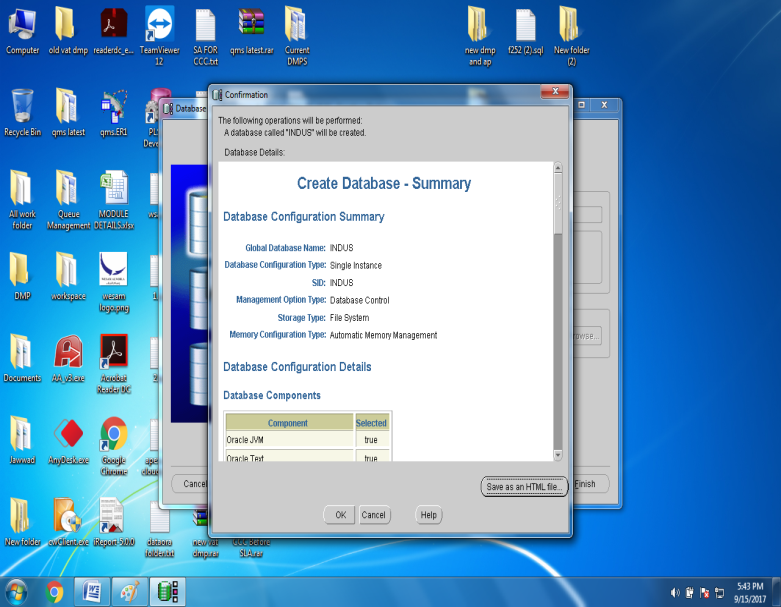 Computer
old vat dmp
readerdc_e...
TeamViewer 12
SA FOR CCC.txt
qms latest.rar
Current DMPS
new dmp and ap
f252 (2).sql
New folder (2)
Recycle Bin
qms latest
qms.ER1
Database
Confirmation
The following operations will be performed:
A database called "INDUS" will be created.
Database Details:
Create Database - Summary
Database Configuration Summary
Global Database Name: INDUS
Database Configuration Type: Single Instance
SID: INDUS
Management Option Type: Database Control
Storage Type: File System
Memory Configuration Type: Automatic Memory Management
Database Configuration Details
Database Components
Component Selected
Oracle JVM true
Oracle Text true
Save as an HTML file...
OK Cancel Help
Cancel
Finish
All work folder
Queue Management
MODULE DETAILS.xlsx
DMP
workspace
wesam logo.png
Documents
AA_v3.exe
Acrobat Reader DC
Jawwad
AnyDesk.exe
Google Chrome
New folder
iReport-5.0.0
folder.txt
new vat dmp.rar
CCC Before SLA.rar
5:43 PM
9/15/2017